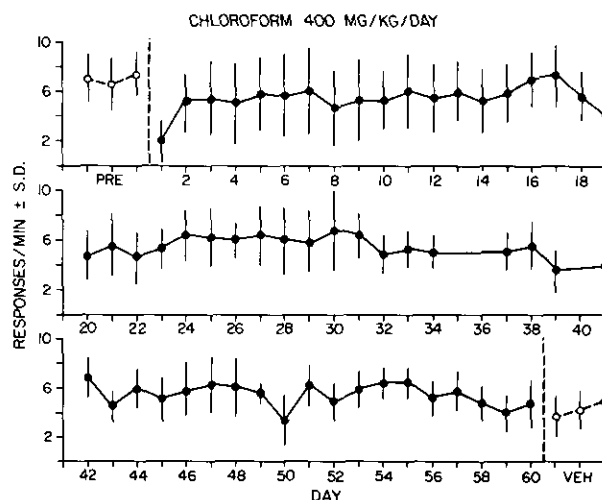 CHLOROFORM 400 MG/KG/DAY
RESPONSES/MIN ± S.D.
10
6
2
PRE 2 4 6 8 10 12 14 16 18
10
6
2
20 22 24 26 28 30 32 34 36 38 40
10
6
2
42 44 46 48 50 52 54 56 58 60 VEH
DAY